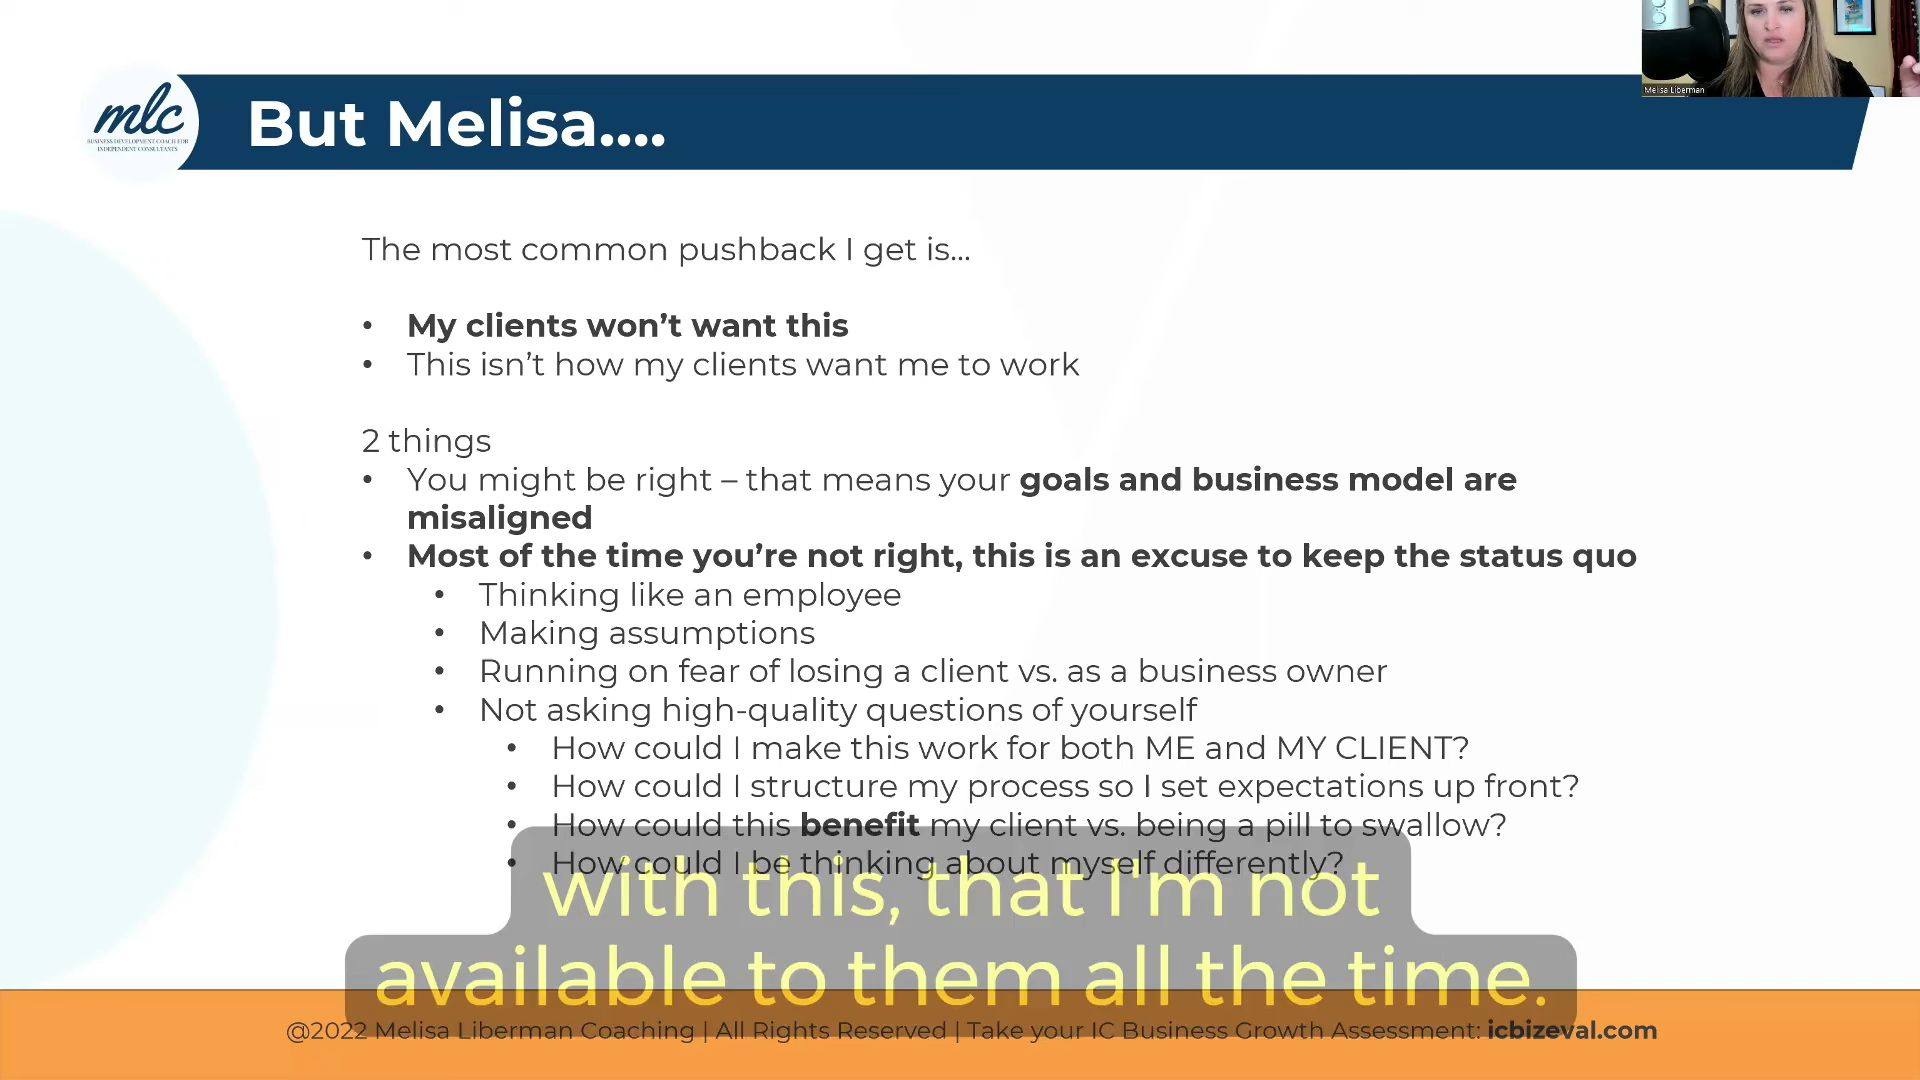 Melisa Liberman
mlc
BUSINESS DEVELOPMENT COACH FOR
INDEPENDENT CONSULTANTS
But Melisa....
The most common pushback I get is...
• My clients won’t want this
• This isn’t how my clients want me to work
2 things
• You might be right – that means your goals and business model are
misaligned
• Most of the time you’re not right, this is an excuse to keep the status quo
• Thinking like an employee
• Making assumptions
• Running on fear of losing a client vs. as a business owner
• Not asking high-quality questions of yourself
• How could I make this work for both ME and MY CLIENT?
• How could I structure my process so I set expectations up front?
• How could this benefit my client vs. being a pill to swallow?
• How could I be thinking about myself differently?
with this, that I'm not
available to them all the time.
@2022 Melisa Liberman Coaching | All Rights Reserved | Take your IC Business Growth Assessment: icbizeval.com